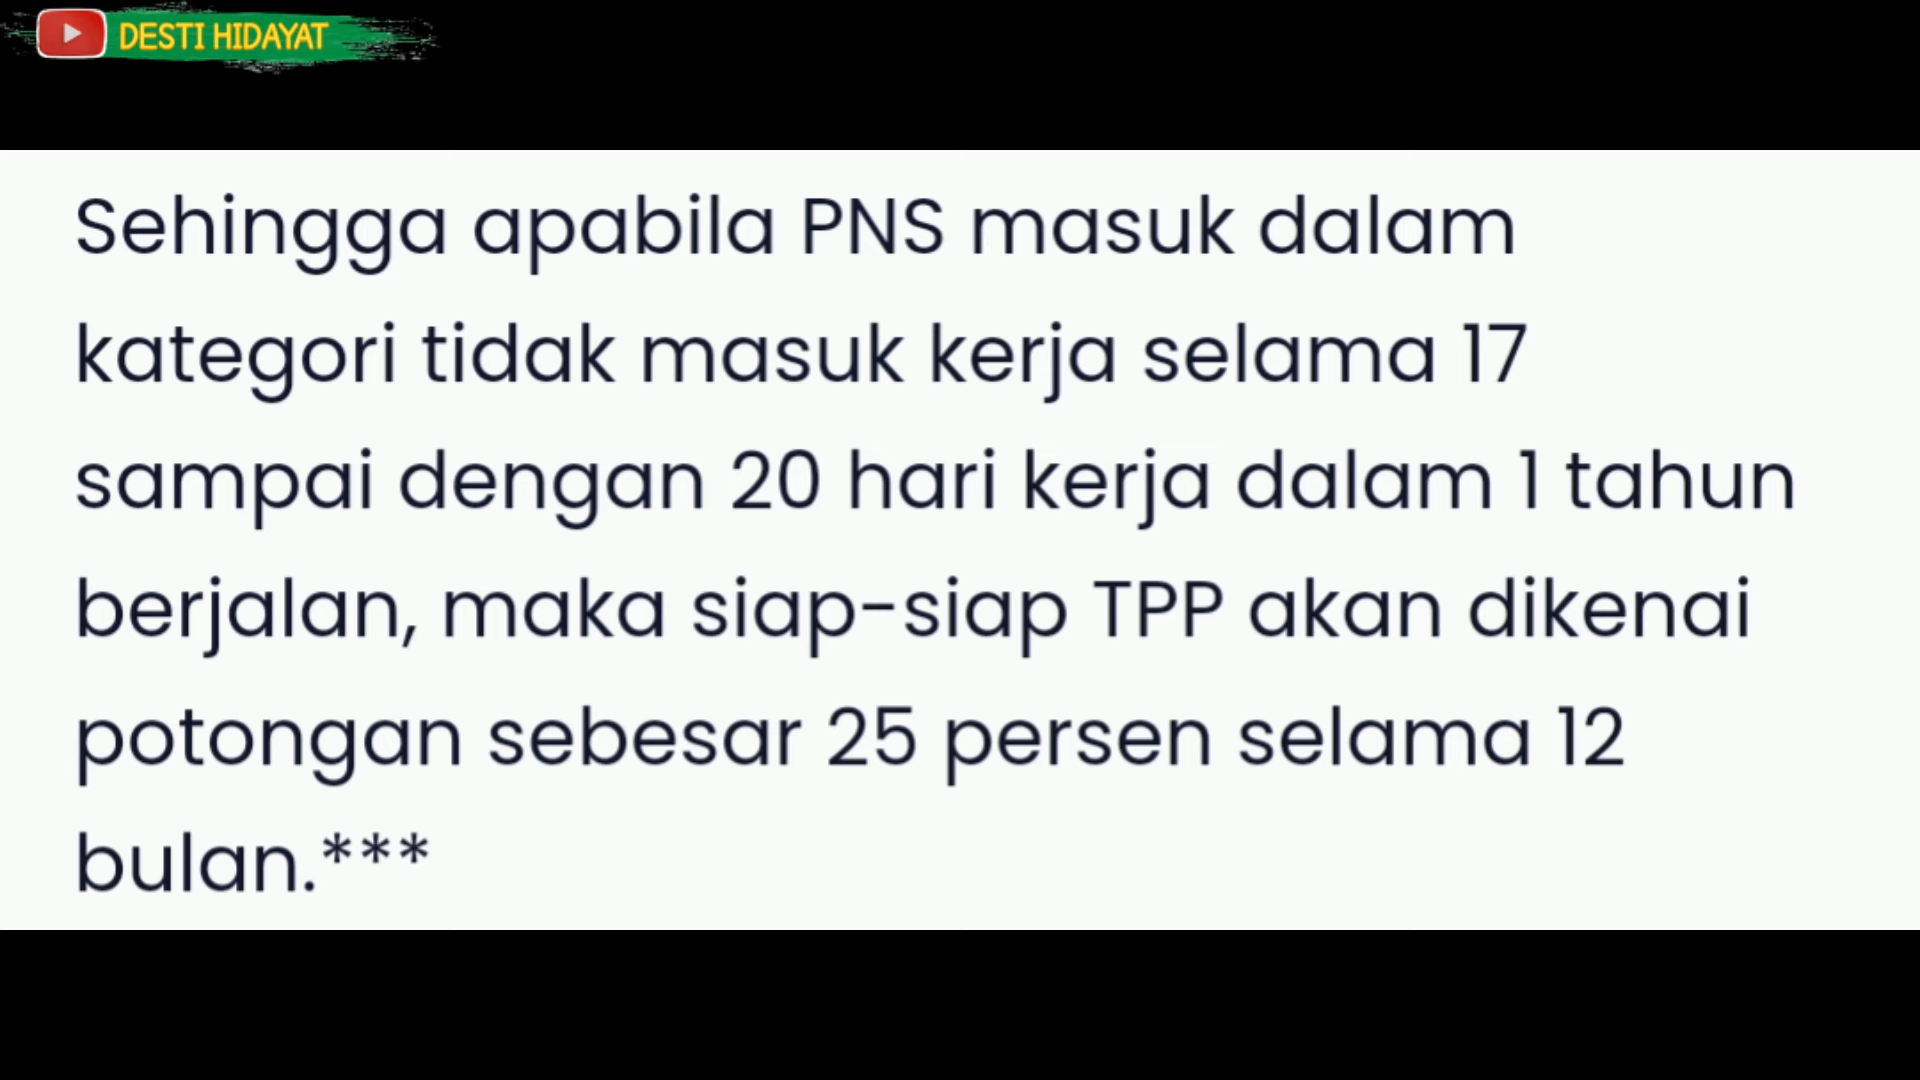 DESTI HIDAYAT
Sehingga apabila PNS masuk dalam
kategori tidak masuk kerja selama 17
sampai dengan 20 hari kerja dalam 1 tahun
berjalan, maka siap-siap TPP akan dikenai
potongan sebesar 25 persen selama 12
bulan.***